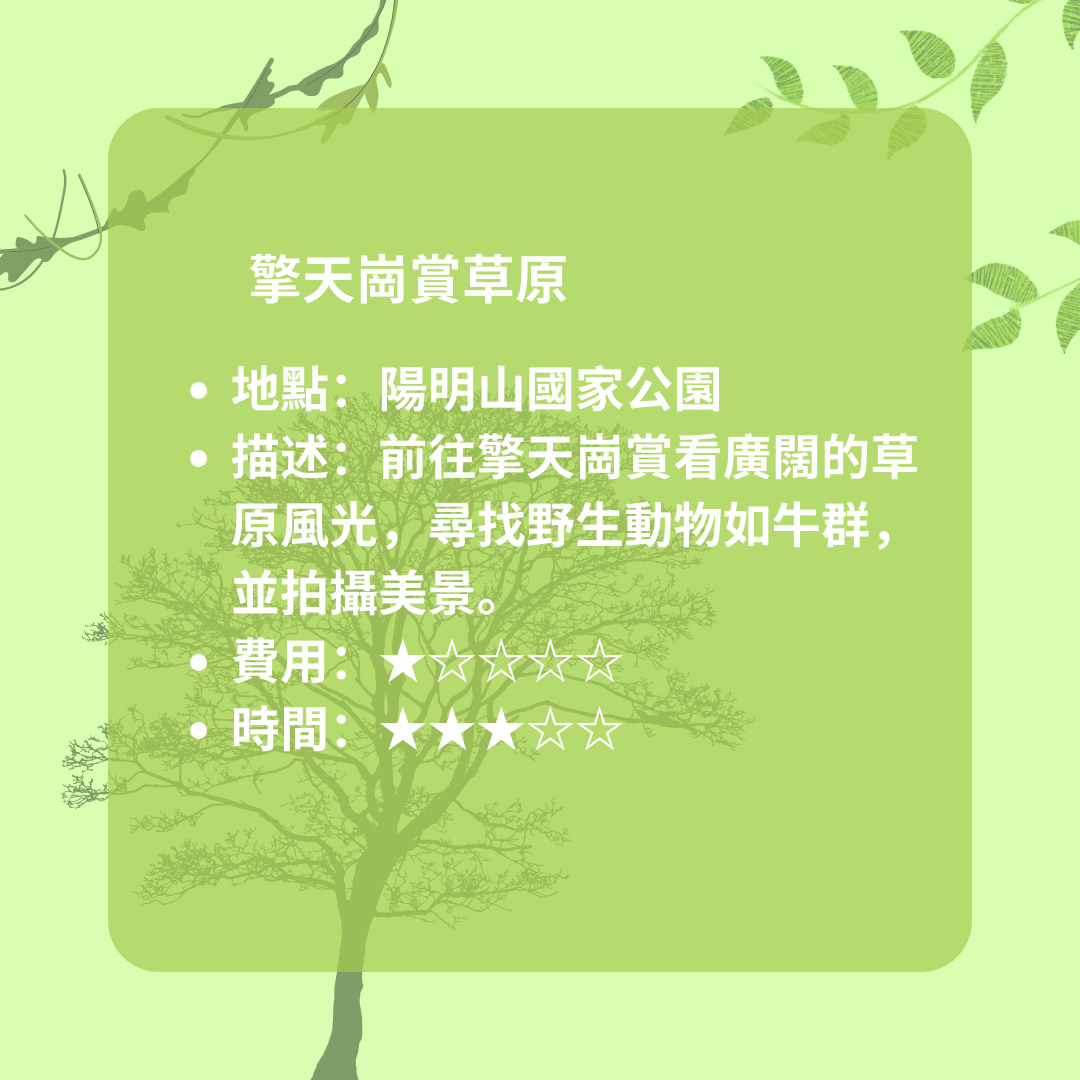 擎天崗賞草原
• 地點：陽明山國家公園
• 描述：前往擎天崗賞看廣闊的草
原風光，尋找野生動物如牛群，
並拍攝美景。
• 費用：★☆☆☆☆
• 時間：★★★☆☆